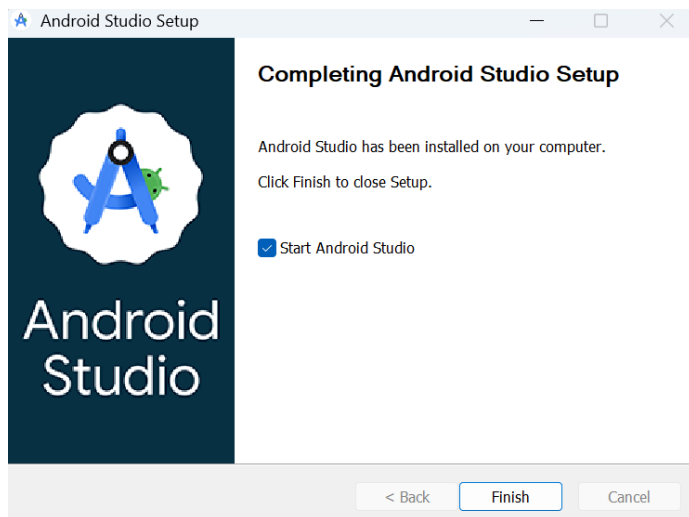 Android Studio Setup
Completing Android Studio Setup
Android Studio has been installed on your computer.
Click Finish to close Setup.
Start Android Studio
Android
Studio
< Back
Finish
Cancel